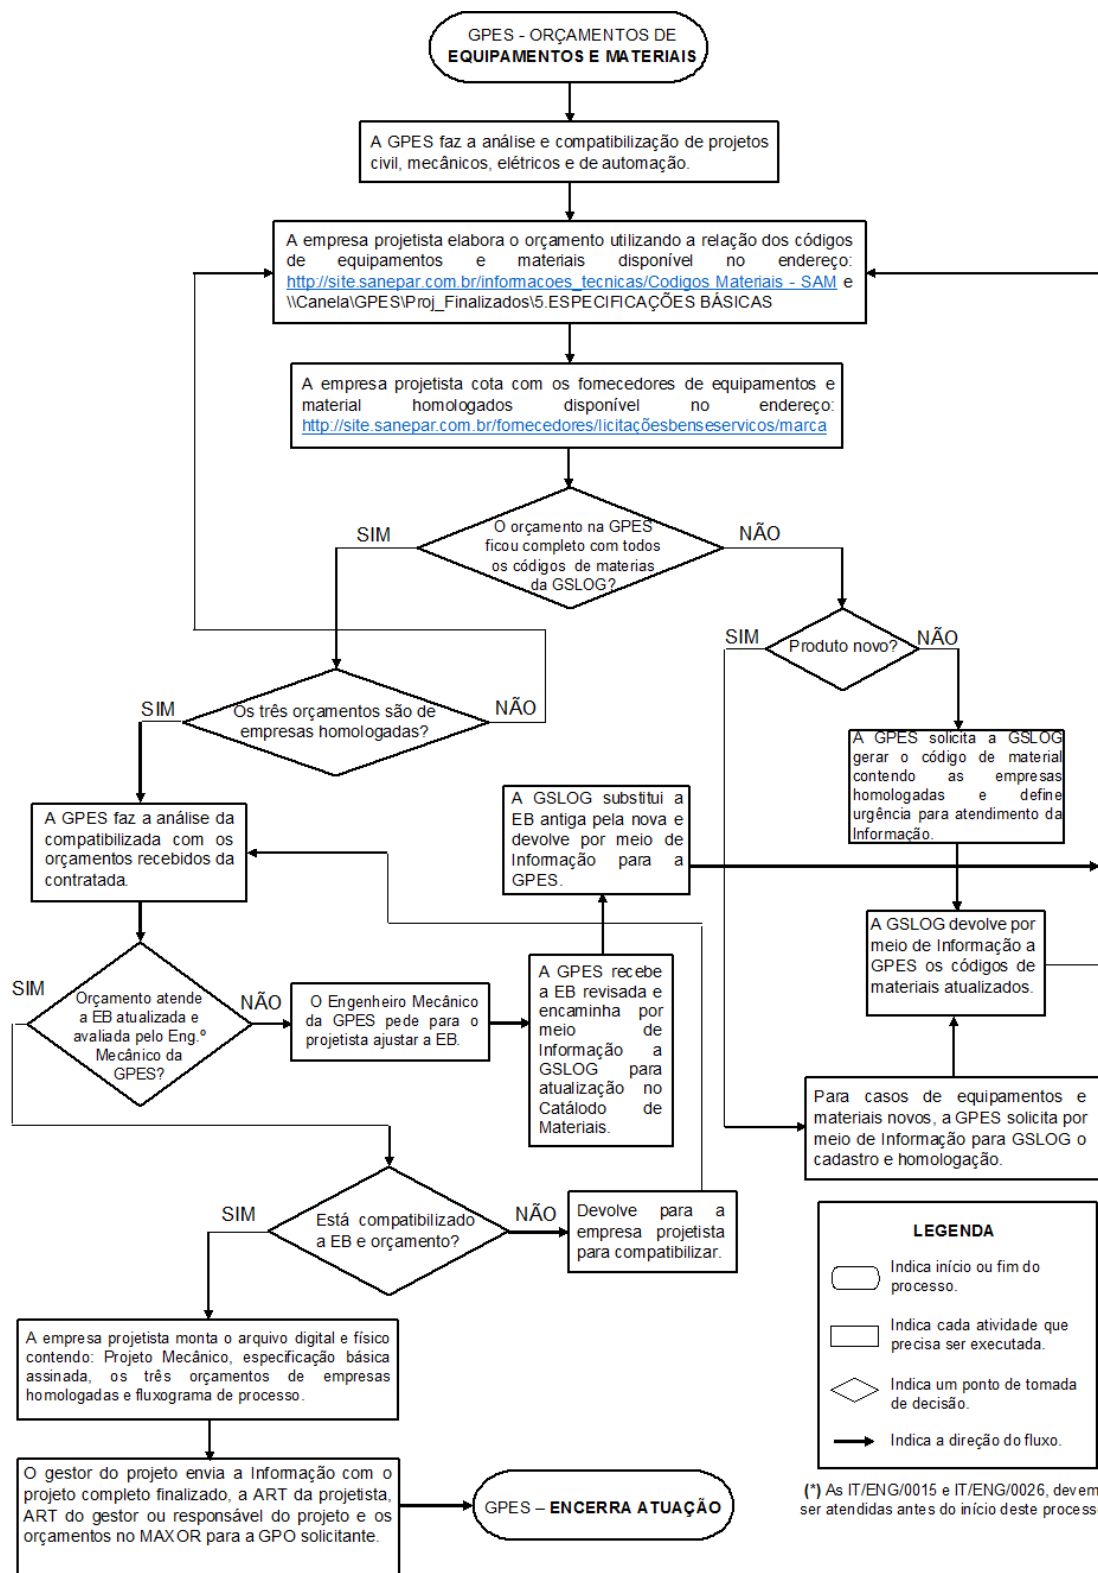 GPES - ORÇAMENTOS DE
EQUIPAMENTOS E MATERIAIS
A GPES faz a análise e compatibilização de projetos
civil, mecânicos, elétricos e de automação.
A empresa projetista elabora o orçamento utilizando a relação dos códigos
de equipamentos e materiais disponível no endereço:
http://site.sanepar.com.br/informacoes_tecnicas/Codigos Materiais - SAM e
\\Canela\GPES\Proj_Finalizados\5.ESPECIFICAÇÕES BÁSICAS
A empresa projetista cota com os fornecedores de equipamentos e
material homologados disponível no endereço:
http://site.sanepar.com.br/fornecedores/licitaçõesbenseservicos/marca
SIM
O orçamento na GPES
ficou completo com todos
os códigos de materias
da GSLOG?
NÃO
SIM
Produto novo?
NÃO
SIM
Os três orçamentos são de
empresas homologadas?
NÃO
A GPES solicita a GSLOG
gerar o código de material
contendo as empresas
homologadas e define
urgência para atendimento da
Informação.
A GPES faz a análise da
compatibilizada com os
orçamentos recebidos da
contratada.
A GSLOG substitui a
EB antiga pela nova e
devolve por meio de
Informação para a
GPES.
A GSLOG devolve por
meio de Informação a
GPES os códigos de
materiais atualizados.
SIM
Orçamento atende
a EB atualizada e
avaliada pelo Eng.º
Mecânico da
GPES?
NÃO
O Engenheiro Mecânico
da GPES pede para o
projetista ajustar a EB.
A GPES recebe
a EB revisada e
encaminha por
meio de
Informação a
GSLOG para
atualização no
Catálodo de
Materiais.
Para casos de equipamentos e
materiais novos, a GPES solicita por
meio de Informação para GSLOG o
cadastro e homologação.
SIM
Está compatibilizado
a EB e orçamento?
NÃO
Devolve para a
empresa projetista
para compatibilizar.
LEGENDA
Indica início ou fim do
processo.
Indica cada atividade que
precisa ser executada.
Indica um ponto de tomada
de decisão.
Indica a direção do fluxo.
A empresa projetista monta o arquivo digital e físico
contendo: Projeto Mecânico, especificação básica
assinada, os três orçamentos de empresas
homologadas e fluxograma de processo.
O gestor do projeto envia a Informação com o
projeto completo finalizado, a ART da projetista,
ART do gestor ou responsável do projeto e os
orçamentos no MAXOR para a GPO solicitante.
GPES – ENCERRA ATUAÇÃO
(*) As IT/ENG/0015 e IT/ENG/0026, devem
ser atendidas antes do início deste processo